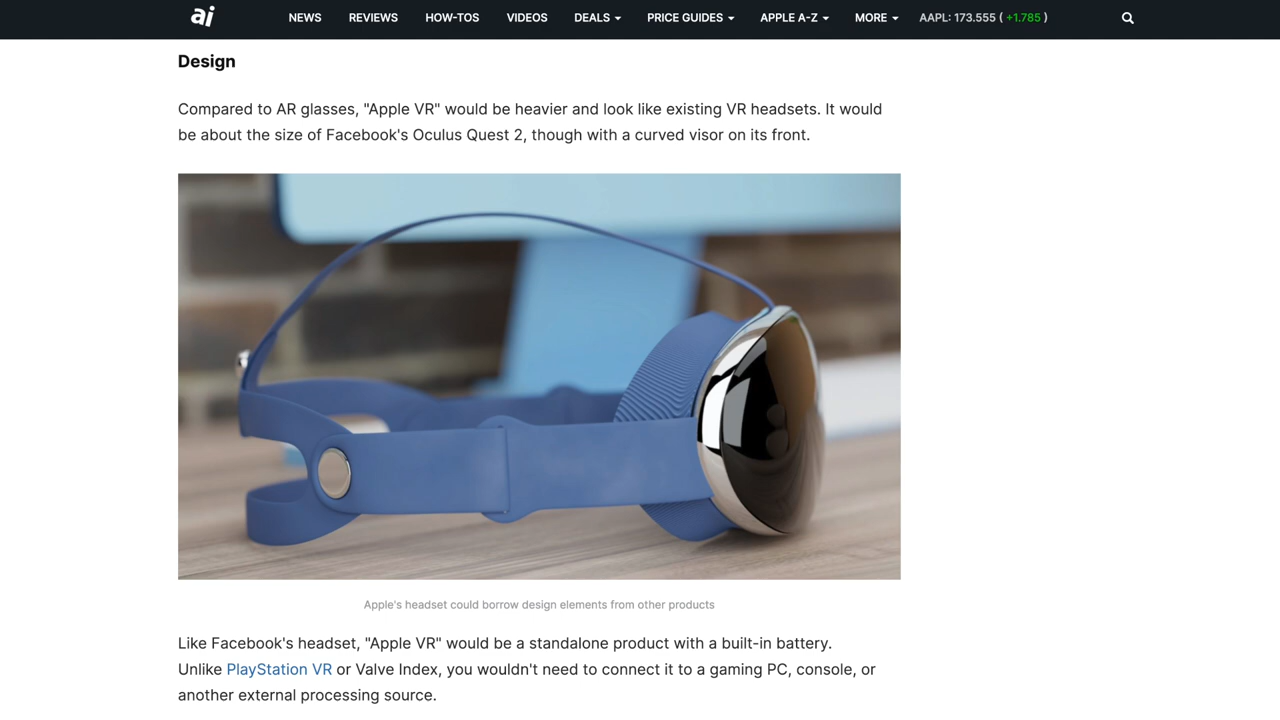 ai NEWS REVIEWS HOW-TOS VIDEOS DEALS PRICE GUIDES APPLE A-Z MORE AAPL: 173.555 ( +1.785 )
Design
Compared to AR glasses, "Apple VR" would be heavier and look like existing VR headsets. It would
be about the size of Facebook's Oculus Quest 2, though with a curved visor on its front.
Apple's headset could borrow design elements from other products
Like Facebook's headset, "Apple VR" would be a standalone product with a built-in battery.
Unlike PlayStation VR or Valve Index, you wouldn't need to connect it to a gaming PC, console, or
another external processing source.